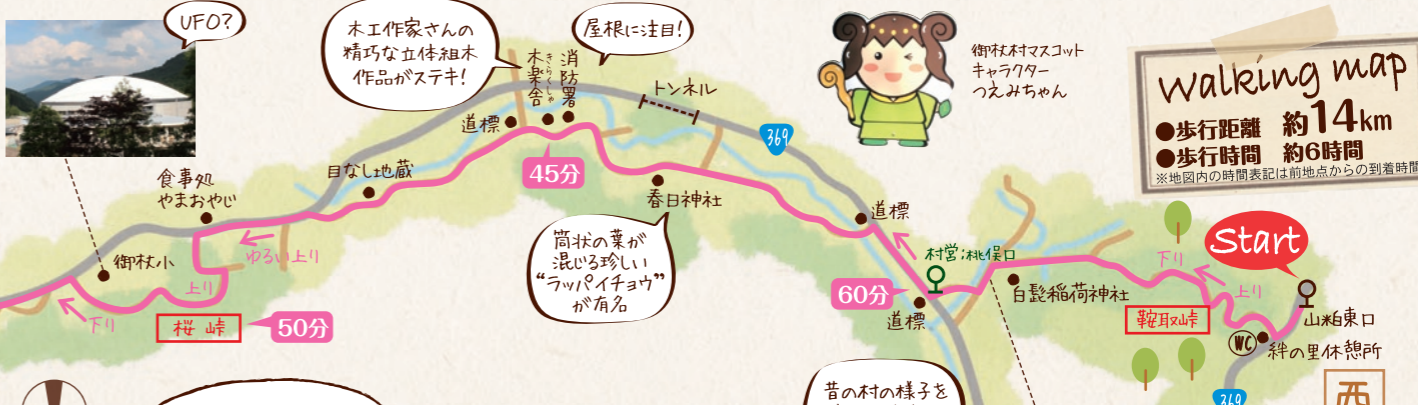 UFO?
木工作家さんの
精巧な立体組木
作品がステキ!
屋根に注目!
消防署
きらくしゃ
木楽舎
トンネル
道標
369
御杖村マスコット
キャラクター
つえみちゃん
walking map
●歩行距離 約14km
●歩行時間 約6時間
※地図内の時間表記は前地点からの到着時間
食事処
やまおやじ
目なし地蔵
45分
春日神社
筒状の葉が
混じる珍しい
“ラッパイチョウ”
が有名
道標
村営:桃俣口
60分
道標
白髭稲荷神社
Start
下り
上り
鞍取峠
山粕東口
WC
絆の里休憩所
369
西
御杖小
ゆるい上り
上り
下り
桜峠
50分
昔の村の様子を